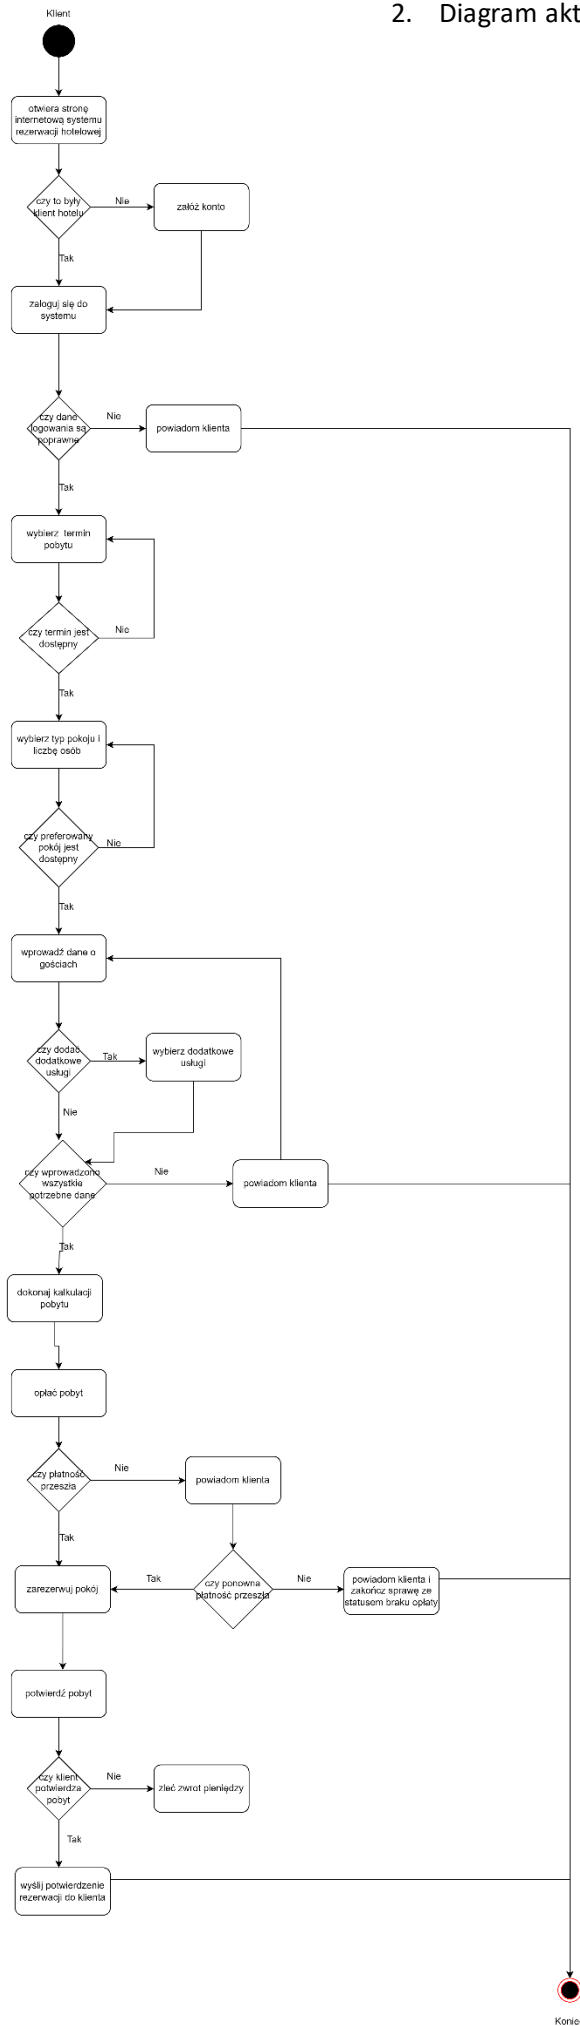 2. Diagram akt
Klient
otwiera stronę
internetową systemu
rezerwacji hotelowej
czy to były
klient hotelu
Nie
załóż konto
Tak
zaloguj się do
systemu
czy dane
logowania są
poprawne
Nie
powiadom klienta
Tak
wybierz termin
pobytu
czy termin jest
dostępny
Nie
Tak
wybierz typ pokoju i
liczbę osób
czy preferowany
pokój jest
dostępny
Nie
Tak
wprowadź dane o
gościach
czy dodać
dodatkowe
usługi
Tak
wybierz dodatkowe
usługi
Nie
czy wprowadzono
wszystkie
potrzebne dane
Nie
powiadom klienta
Tak
dokonaj kalkulacji
pobytu
opłać pobyt
czy płatność
przeszła
Nie
powiadom klienta
Tak
zarezerwuj pokój
Tak
czy ponowna
płatność przeszła
Nie
powiadom klienta i
zakończ sprawę ze
statusem braku opłaty
potwierdź pobyt
czy klient
potwierdza
pobyt
Nie
zleć zwrot pieniędzy
Tak
wyślij potwierdzenie
rezerwacji do klienta
Konie